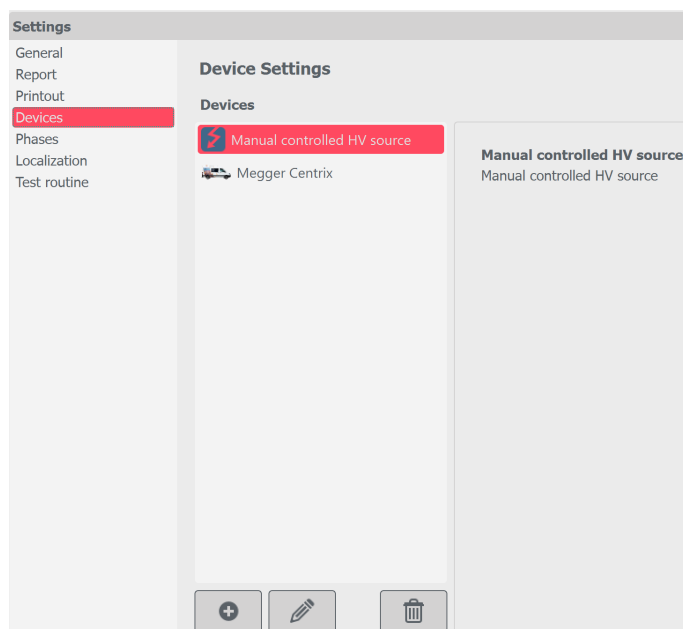 Settings
General
Report
Printout
Devices
Phases
Localization
Test routine
Device Settings
Devices
Manual controlled HV source
Megger Centrix
Manual controlled HV source
Manual controlled HV source